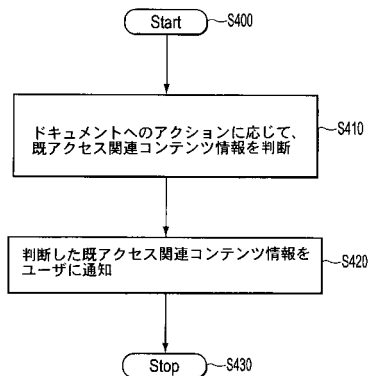 Start
S400
ドキュメントへのアクションに応じて、
既アクセス関連コンテンツ情報を判断
S410
判断した既アクセス関連コンテンツ情報を
ユーザに通知
S420
Stop
S430